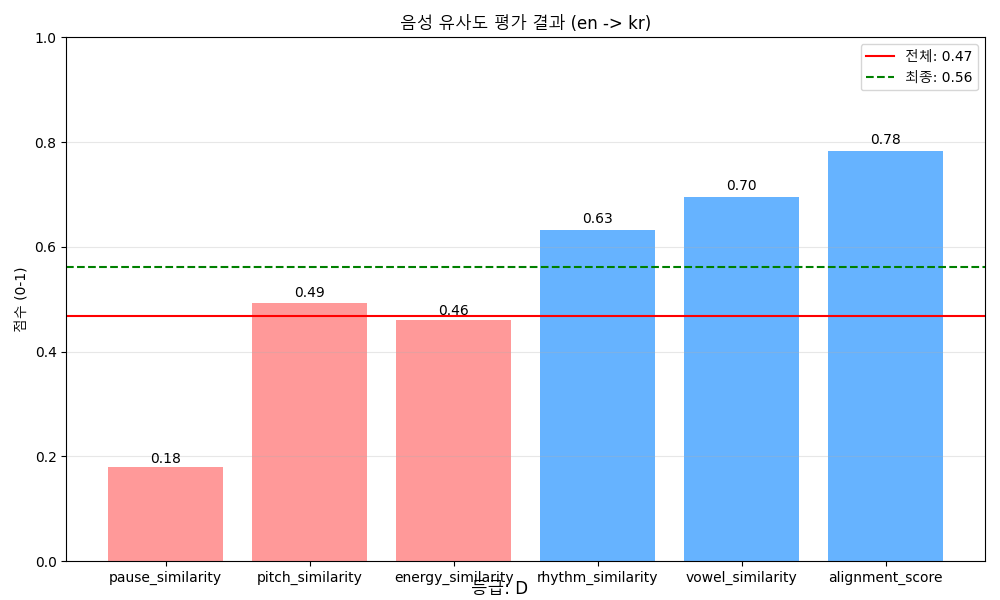 음성 유사도 평가 결과 (en -> kr)
전체: 0.47
최종: 0.56
점수 (0-1)
1.0
0.8
0.6
0.4
0.2
0.0
0.18
0.49
0.46
0.63
0.70
0.78
pause_similarity
pitch_similarity
energy_similarity
rhythm_similarity
vowel_similarity
alignment_score
등급: D